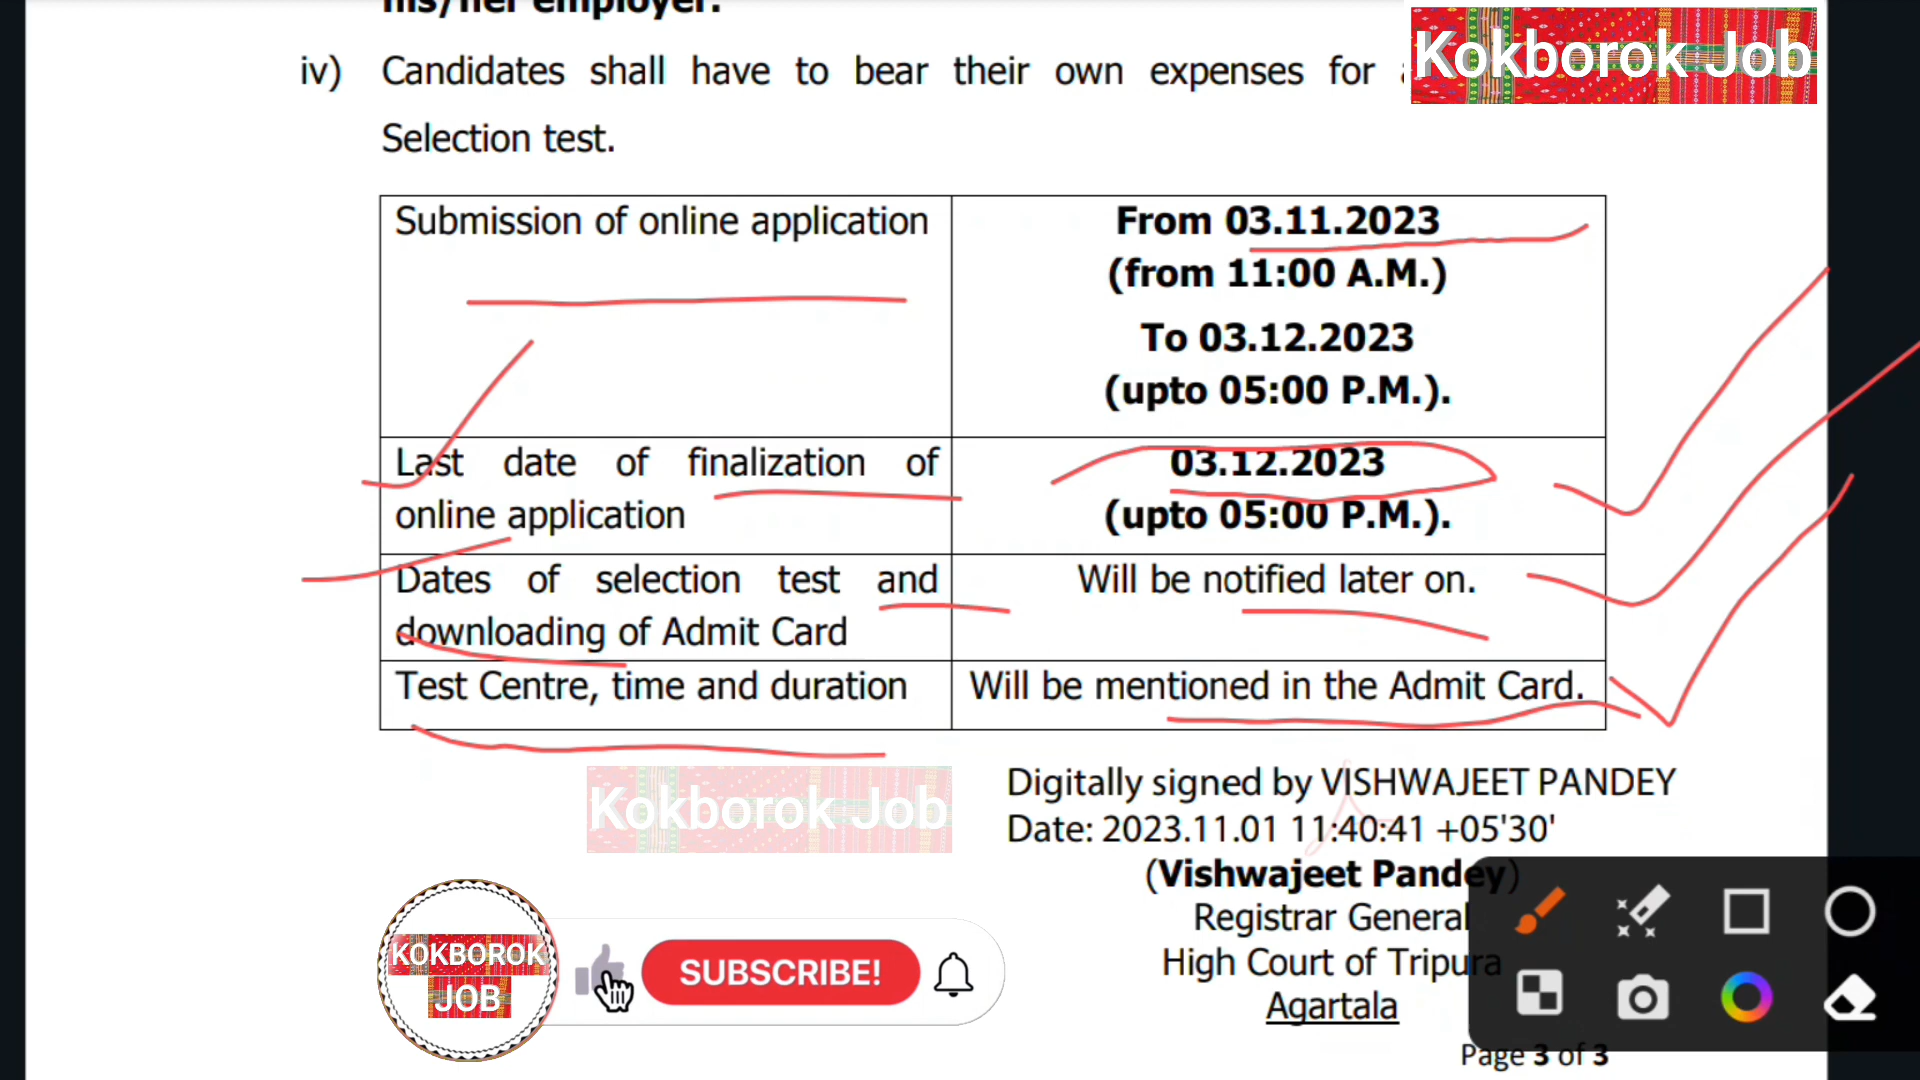 his/her employer.
Kokborok Job
iv) Candidates shall have to bear their own expenses for
Selection test.
Submission of online application
From 03.11.2023
(from 11:00 A.M.)
To 03.12.2023
(upto 05:00 P.M.).
Last date of finalization of
online application
03.12.2023
(upto 05:00 P.M.).
Dates of selection test and
downloading of Admit Card
Will be notified later on.
Test Centre, time and duration
Will be mentioned in the Admit Card.
Kokborok Job
Digitally signed by VISHWAJEET PANDEY
Date: 2023.11.01 11:40:41 +05'30'
(Vishwajeet Pandey)
Registrar General
High Court of Tripura
Agartala
Page 3 of 3
KOKBOROK
JOB
SUBSCRIBE!